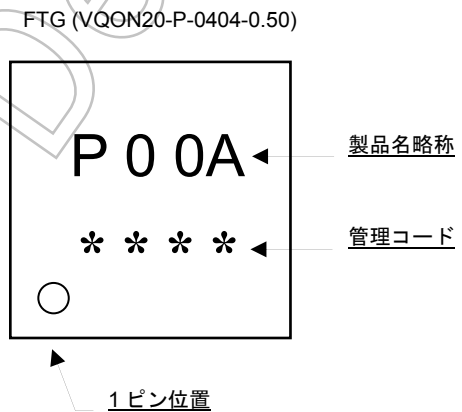 FTG (VQON20-P-0404-0.50)
P 0 0A
製品名略称
* * * *
管理コード
1 ピン位置